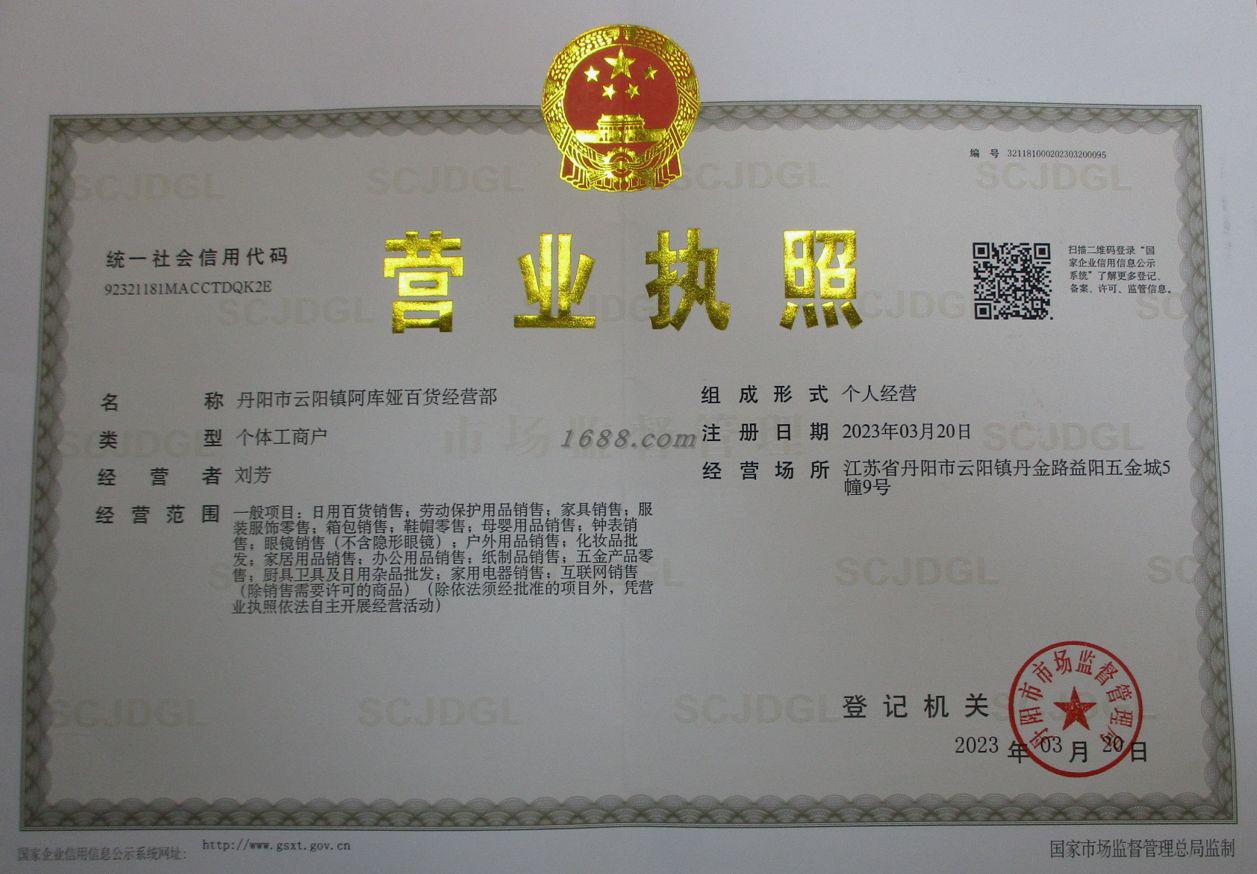 编 号 321181000202303200095
统一社会信用代码
92321181MACCTDQK2E
营业执照
扫描二维码登录“国
家企业信用信息公示
系统”了解更多登记、
备案、许可、监管信息。
名 称 丹阳市云阳镇阿库娅百货经营部
类 型 个体工商户
经 营 者 刘芳
经 营 范 围 一般项目：日用百货销售；劳动保护用品销售；家具销售；服
装服饰零售；箱包销售；鞋帽零售；母婴用品销售；钟表销
售；眼镜销售（不含隐形眼镜）；户外用品销售；化妆品批
发；家居用品销售；办公用品销售；纸制品销售；五金产品零
售；厨具卫具及日用杂品批发；家用电器销售；互联网销售
（除销售需要许可的商品）（除依法须经批准的项目外，凭营
业执照依法自主开展经营活动）
组 成 形 式 个人经营
注 册 日 期 2023年03月20日
经 营 场 所 江苏省丹阳市云阳镇丹金路益阳五金城5
幢9号
1688.com
市场监督管理
SCJDGL
登 记 机 关
丹阳市市场监督管理局
2023 年 03 月 20 日
国家企业信用信息公示系统网址： http://www.gsxt.gov.cn
国家市场监督管理总局监制